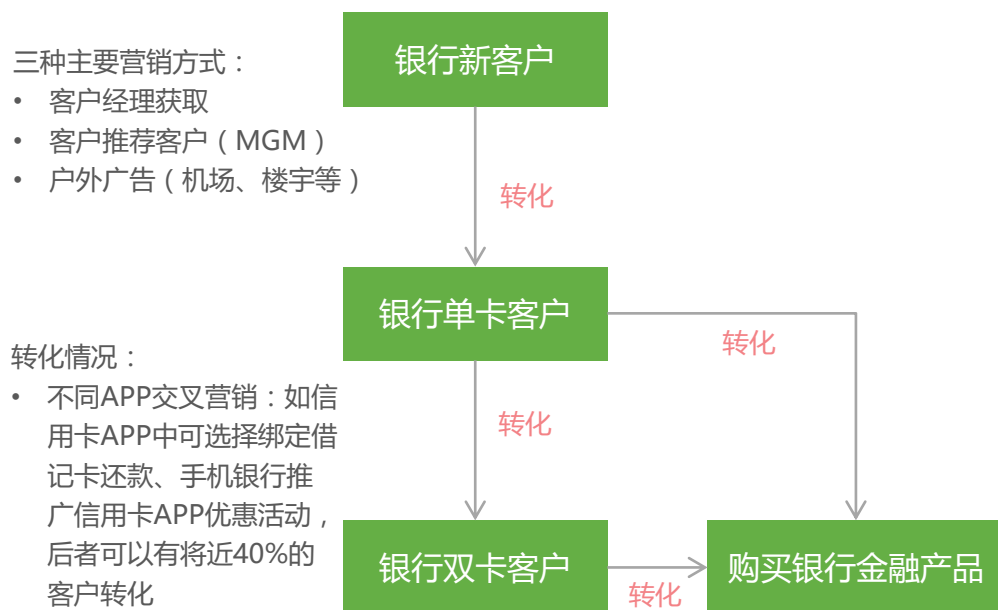 银行新客户
三种主要营销方式：
• 客户经理获取
• 客户推荐客户（MGM）
• 户外广告（机场、楼宇等）
转化
银行单卡客户
转化
转化情况：
• 不同APP交叉营销：如信
用卡APP中可选择绑定借
记卡还款、手机银行推
广信用卡APP优惠活动，
后者可以有将近40%的
客户转化
转化
银行双卡客户
转化
购买银行金融产品